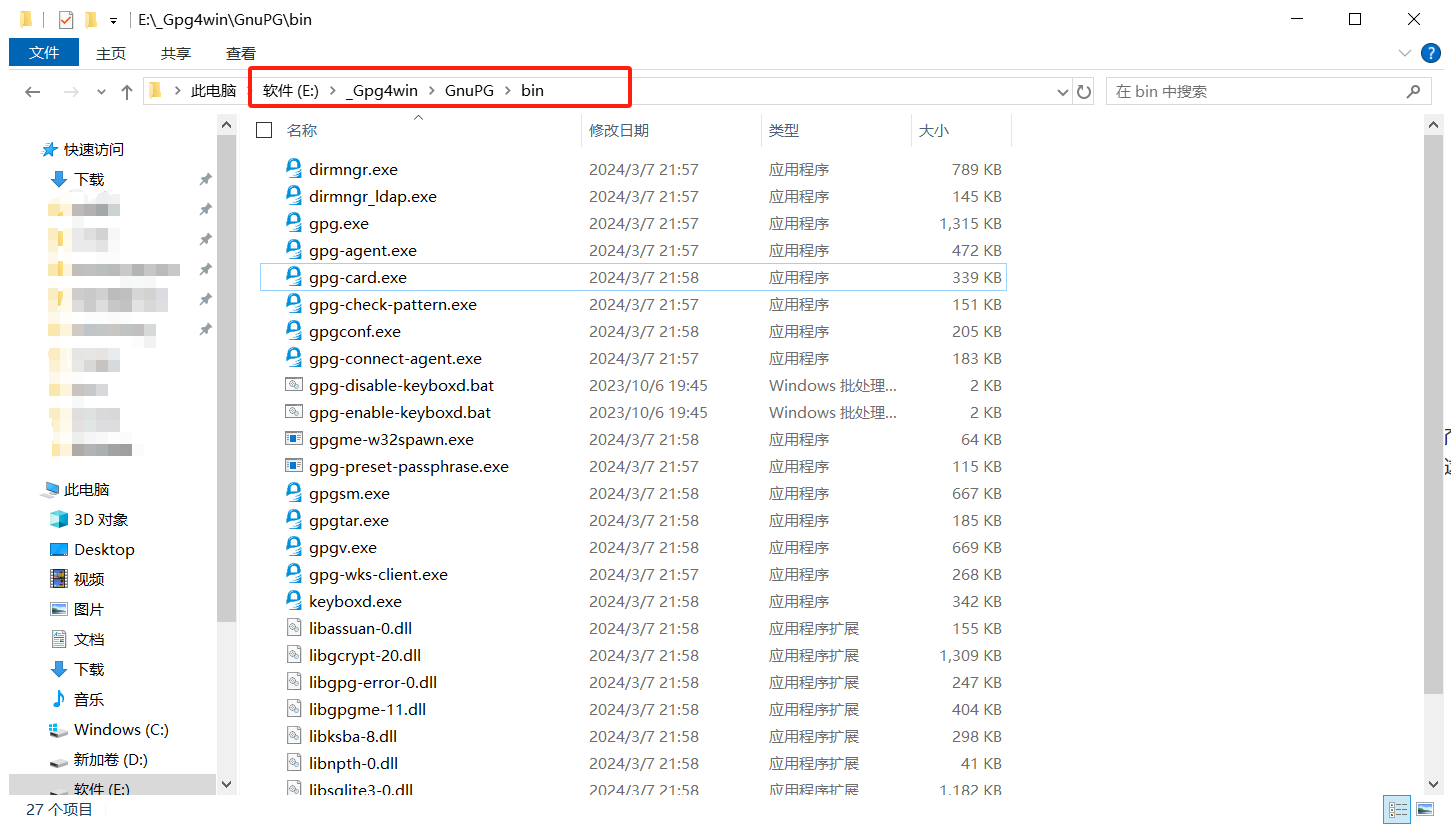 E:\_Gpg4win\GnuPG\bin
文件 主页 共享 查看
此电脑 软件 (E:) _Gpg4win GnuPG bin 在 bin 中搜索
名称 修改日期 类型 大小
快速访问
下载
此电脑
3D 对象
Desktop
视频
图片
文档
下载
音乐
Windows (C:)
新加卷 (D:)
软件 (E:)
dirmngr.exe 2024/3/7 21:57 应用程序 789 KB
dirmngr_ldap.exe 2024/3/7 21:57 应用程序 145 KB
gpg.exe 2024/3/7 21:57 应用程序 1,315 KB
gpg-agent.exe 2024/3/7 21:57 应用程序 472 KB
gpg-card.exe 2024/3/7 21:58 应用程序 339 KB
gpg-check-pattern.exe 2024/3/7 21:57 应用程序 151 KB
gpgconf.exe 2024/3/7 21:58 应用程序 205 KB
gpg-connect-agent.exe 2024/3/7 21:57 应用程序 183 KB
gpg-disable-keyboxd.bat 2023/10/6 19:45 Windows 批处理... 2 KB
gpg-enable-keyboxd.bat 2023/10/6 19:45 Windows 批处理... 2 KB
gpgme-w32spawn.exe 2024/3/7 21:58 应用程序 64 KB
gpg-preset-passphrase.exe 2024/3/7 21:57 应用程序 115 KB
gpgsm.exe 2024/3/7 21:58 应用程序 667 KB
gpgtar.exe 2024/3/7 21:58 应用程序 185 KB
gpgv.exe 2024/3/7 21:58 应用程序 669 KB
gpg-wks-client.exe 2024/3/7 21:57 应用程序 268 KB
keyboxd.exe 2024/3/7 21:58 应用程序 342 KB
libassuan-0.dll 2024/3/7 21:58 应用程序扩展 155 KB
libgcrypt-20.dll 2024/3/7 21:58 应用程序扩展 1,309 KB
libgpg-error-0.dll 2024/3/7 21:58 应用程序扩展 247 KB
libgpgme-11.dll 2024/3/7 21:58 应用程序扩展 404 KB
libksba-8.dll 2024/3/7 21:58 应用程序扩展 298 KB
libnpth-0.dll 2024/3/7 21:58 应用程序扩展 41 KB
libsqlite3-0.dll 2024/3/7 21:58 应用程序扩展 1,182 KB
27 个项目